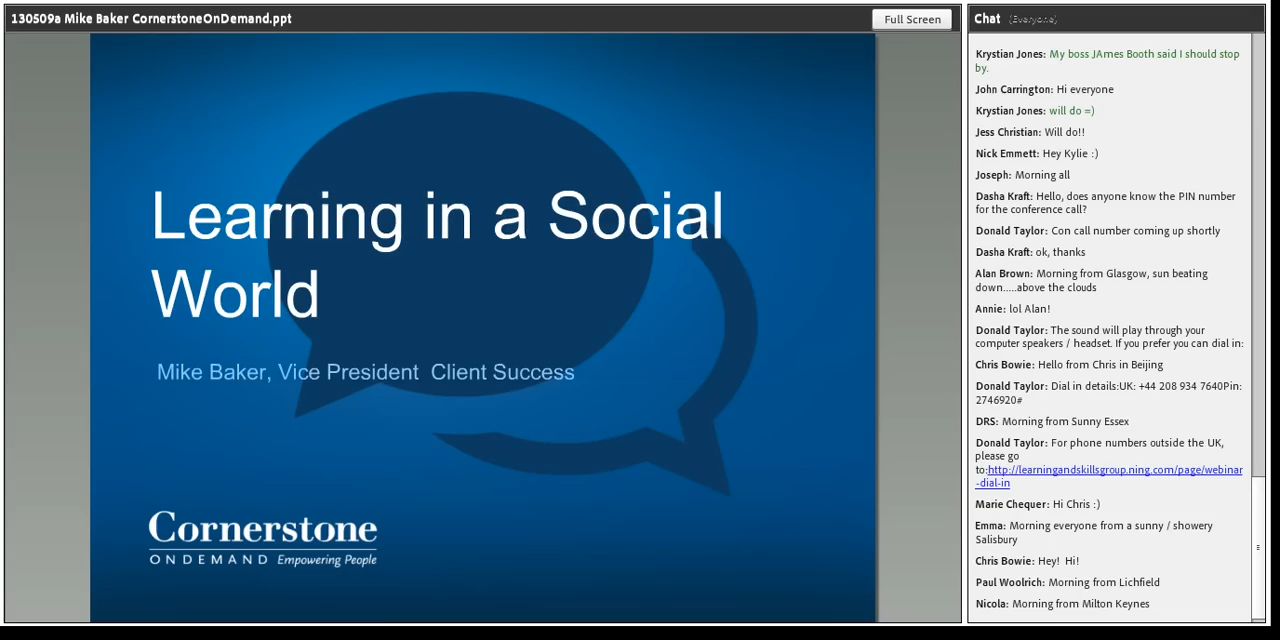 130509a Mike Baker CornerstoneOnDemand.ppt
Full Screen
Learning in a Social
World
Mike Baker, Vice President  Client Success
Cornerstone
ONDEMAND Empowering People
Chat (Everyone)
Krystian Jones: My boss JAmes Booth said I should stop
by.
John Carrington: Hi everyone
Krystian Jones: will do =)
Jess Christian: Will do!!
Nick Emmett: Hey Kylie :)
Joseph: Morning all
Dasha Kraft: Hello, does anyone know the PIN number
for the conference call?
Donald Taylor: Con call number coming up shortly
Dasha Kraft: ok, thanks
Alan Brown: Morning from Glasgow, sun beating
down.....above the clouds
Annie: lol Alan!
Donald Taylor: The sound will play through your
computer speakers / headset. If you prefer you can dial in:
Chris Bowie: Hello from Chris in Beijing
Donald Taylor: Dial in details:UK: +44 208 934 7640Pin:
2746920#
DRS: Morning from Sunny Essex
Donald Taylor: For phone numbers outside the UK,
please go
to:http://learningandskillsgroup.ning.com/page/webinar
-dial-in
Marie Chequer: Hi Chris :)
Emma: Morning everyone from a sunny / showery
Salisbury
Chris Bowie: Hey!  Hi!
Paul Woolrich: Morning from Lichfield
Nicola: Morning from Milton Keynes